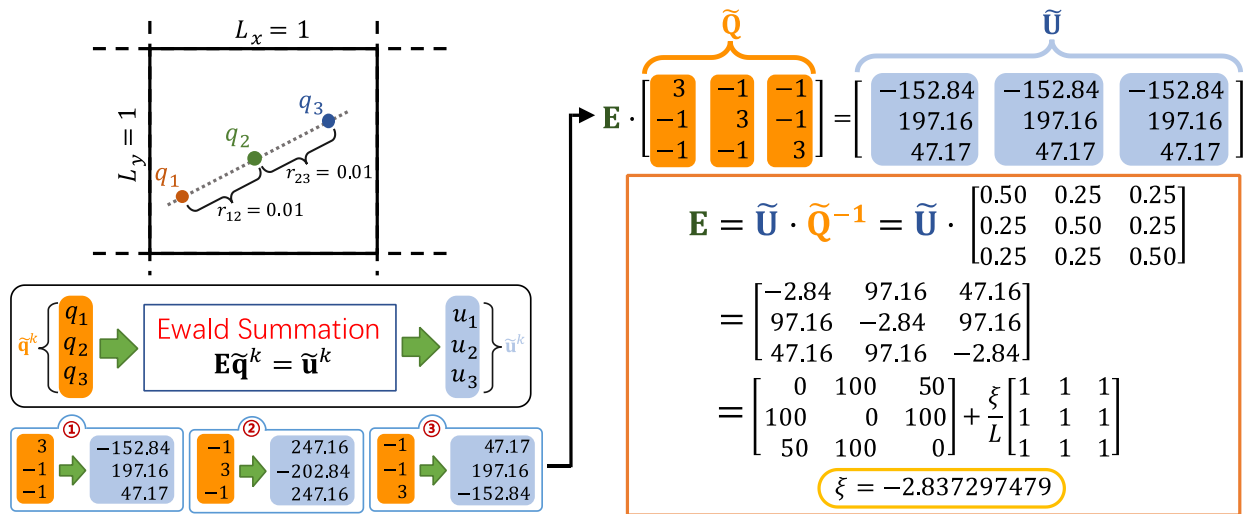 L_x = 1
L_y = 1
q_3
q_2
q_1
r_23 = 0.01
r_12 = 0.01
q̃^k
q_1
q_2
q_3
Ewald Summation
Eq̃^k = ũ^k
u_1
u_2
u_3
ũ^k
①
3
-1
-1
−152.84
197.16
47.17
②
−1
3
-1
247.16
−202.84
247.16
③
−1
-1
3
47.17
197.16
−152.84
Q̃
Ũ
E · [3 −1 −1] = [−152.84 −152.84 −152.84]
[−1 3 −1] [197.16 197.16 197.16]
[−1 −1 3] [47.17 47.17 47.17]
E = Ũ · Q̃^−1 = Ũ · [0.50 0.25 0.25]
[0.25 0.50 0.25]
[0.25 0.25 0.50]
= [−2.84 97.16 47.16]
[97.16 −2.84 97.16]
[47.16 97.16 −2.84]
= [0 100 50] + ξ/L [1 1 1]
[100 0 100] [1 1 1]
[50 100 0] [1 1 1]
ξ = −2.837297479